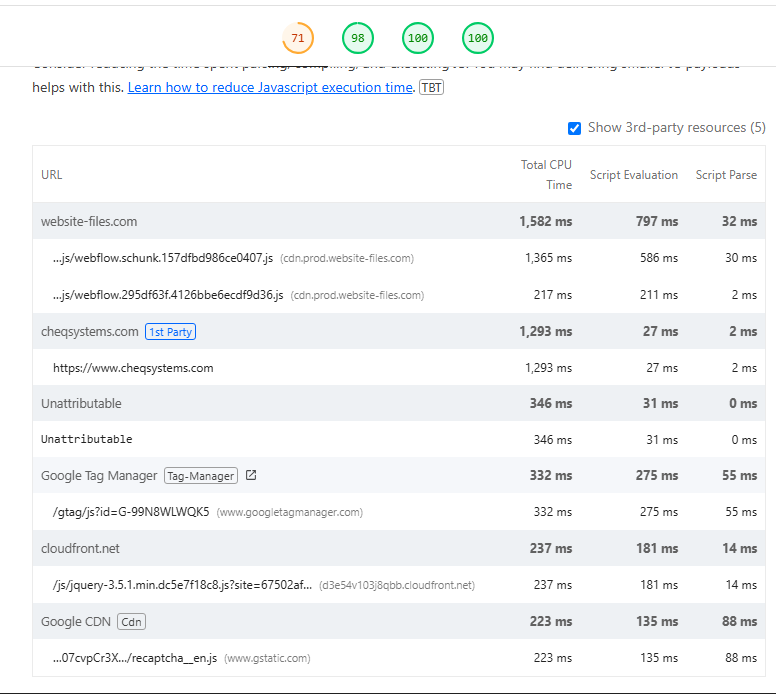 71 98 100 100
helps with this. Learn how to reduce Javascript execution time. TBT
Show 3rd-party resources (5)
URL Total CPU Time Script Evaluation Script Parse
website-files.com 1,582 ms 797 ms 32 ms
...js/webflow.schunk.157dfbd986ce0407.js (cdn.prod.website-files.com) 1,365 ms 586 ms 30 ms
...js/webflow.295df63f.4126bbe6ecdf9d36.js (cdn.prod.website-files.com) 217 ms 211 ms 2 ms
cheqsystems.com 1st Party 1,293 ms 27 ms 2 ms
https://www.cheqsystems.com 1,293 ms 27 ms 2 ms
Unattributable 346 ms 31 ms 0 ms
Unattributable 346 ms 31 ms 0 ms
Google Tag Manager Tag-Manager 332 ms 275 ms 55 ms
/gtag/js?id=G-99N8WLWQK5 (www.googletagmanager.com) 332 ms 275 ms 55 ms
cloudfront.net 237 ms 181 ms 14 ms
/js/jquery-3.5.1.min.dc5e7f18c8.js?site=67502af... (d3e54v103j8qbb.cloudfront.net) 237 ms 181 ms 14 ms
Google CDN Cdn 223 ms 135 ms 88 ms
...07cvpCr3X.../recaptcha__en.js (www.gstatic.com) 223 ms 135 ms 88 ms